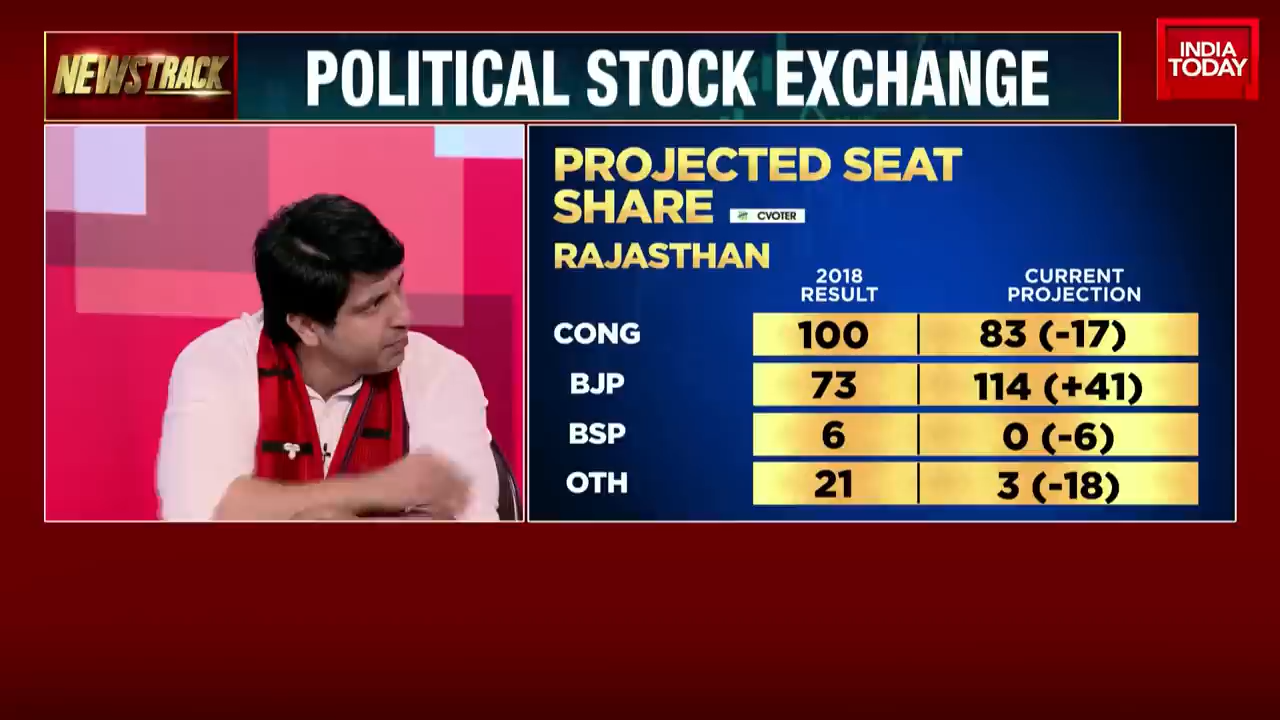 NEWSTRACK
POLITICAL STOCK EXCHANGE
INDIA
TODAY
PROJECTED SEAT
SHARE CVOTER
RAJASTHAN
2018
RESULT
CURRENT
PROJECTION
CONG 100 83 (-17)
BJP 73 114 (+41)
BSP 6 0 (-6)
OTH 21 3 (-18)